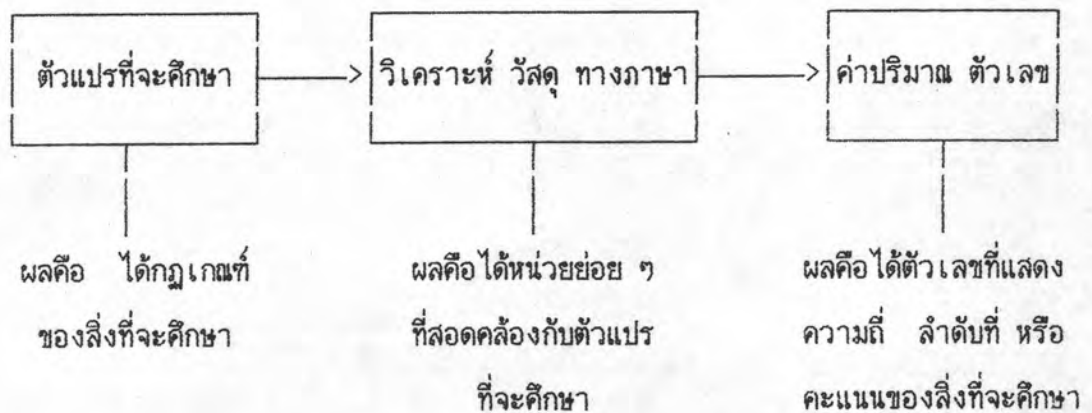 ตัวแปรที่จะศึกษา
วิเคราะห์ วัสดุ ทางภาษา
ค่าปริมาณ ตัวเลข
ผลคือ ได้กฎเกณฑ์
ของสิ่งที่จะศึกษา
ผลคือได้หน่วยย่อย ๆ
ที่สอดคล้องกับตัวแปร
ที่จะศึกษา
ผลคือได้ตัวเลขที่แสดง
ความถี่ ลำดับที่ หรือ
คะแนนของสิ่งที่จะศึกษา